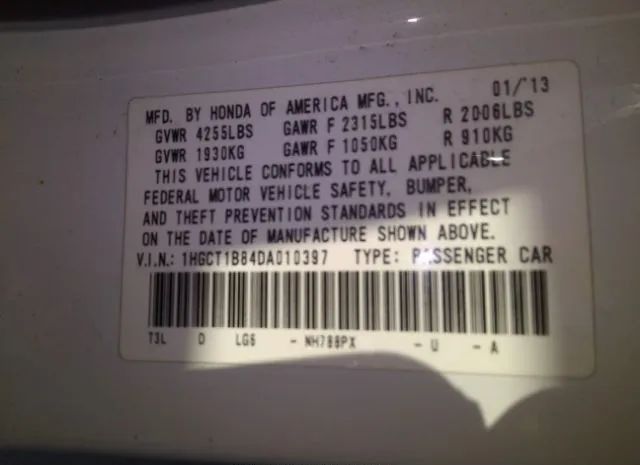 MFD. BY HONDA OF AMERICA MFG., INC. 01/'13
GVWR 4255LBS GAWR F 2315LBS R 2006LBS
GVWR 1930KG GAWR F 1050KG R 910KG
THIS VEHICLE CONFORMS TO ALL APPLICABLE
FEDERAL MOTOR VEHICLE SAFETY, BUMPER,
AND THEFT PREVENTION STANDARDS IN EFFECT
ON THE DATE OF MANUFACTURE SHOWN ABOVE.
V.I.N.: 1HGCT1B84DA010397 TYPE: PASSENGER CAR
T3L D LG6 - NH788PX - U - A